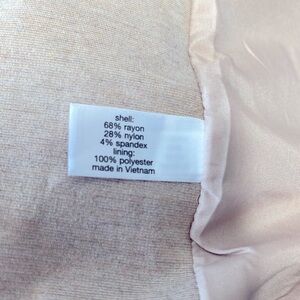 shell:
68% rayon
28% nylon
4% spandex
lining:
100% polyester
made in Vietnam